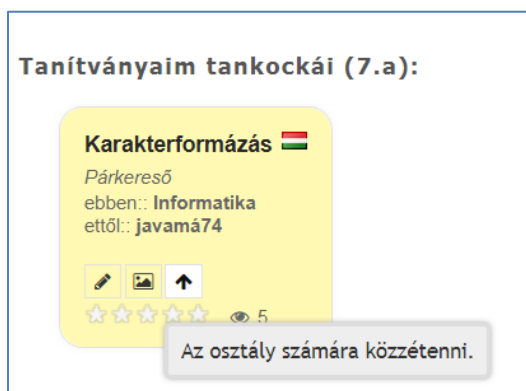 Tanítványaim tankockái (7.a):
Karakterformázás
Párkereső
ebben:: Informatika
ettől:: javamá74
5
Az osztály számára közzétenni.